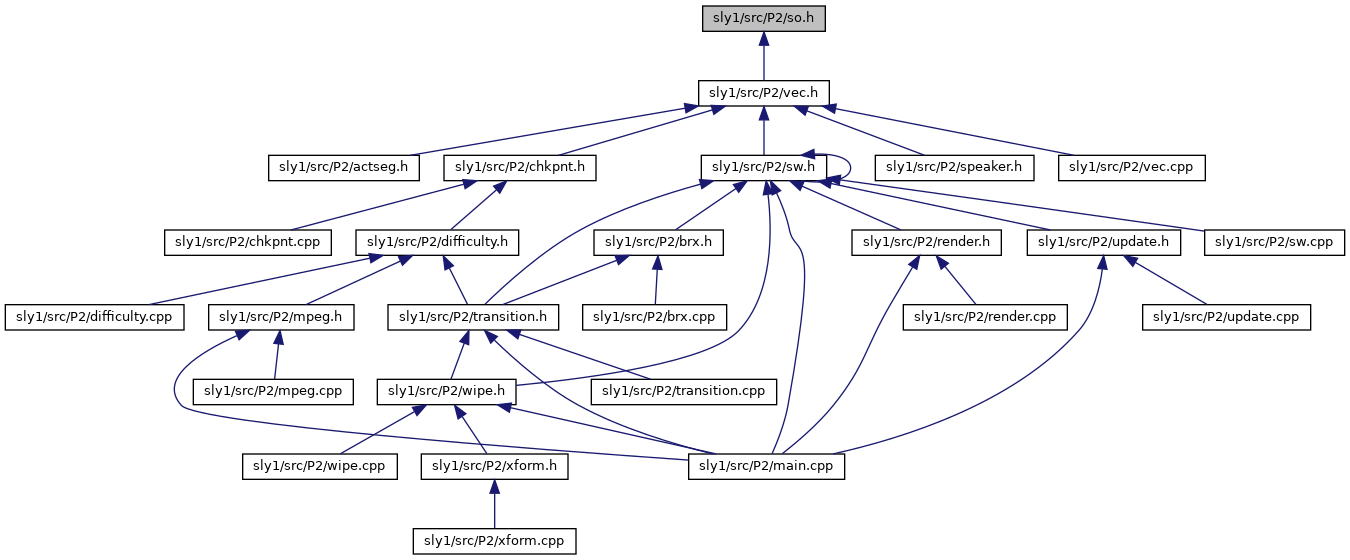 sly1/src/P2/so.h
sly1/src/P2/vec.h
sly1/src/P2/actseg.h
sly1/src/P2/chkpnt.h
sly1/src/P2/sw.h
sly1/src/P2/speaker.h
sly1/src/P2/vec.cpp
sly1/src/P2/chkpnt.cpp
sly1/src/P2/difficulty.h
sly1/src/P2/brx.h
sly1/src/P2/render.h
sly1/src/P2/update.h
sly1/src/P2/sw.cpp
sly1/src/P2/difficulty.cpp
sly1/src/P2/mpeg.h
sly1/src/P2/transition.h
sly1/src/P2/brx.cpp
sly1/src/P2/render.cpp
sly1/src/P2/update.cpp
sly1/src/P2/mpeg.cpp
sly1/src/P2/wipe.h
sly1/src/P2/transition.cpp
sly1/src/P2/wipe.cpp
sly1/src/P2/xform.h
sly1/src/P2/main.cpp
sly1/src/P2/xform.cpp